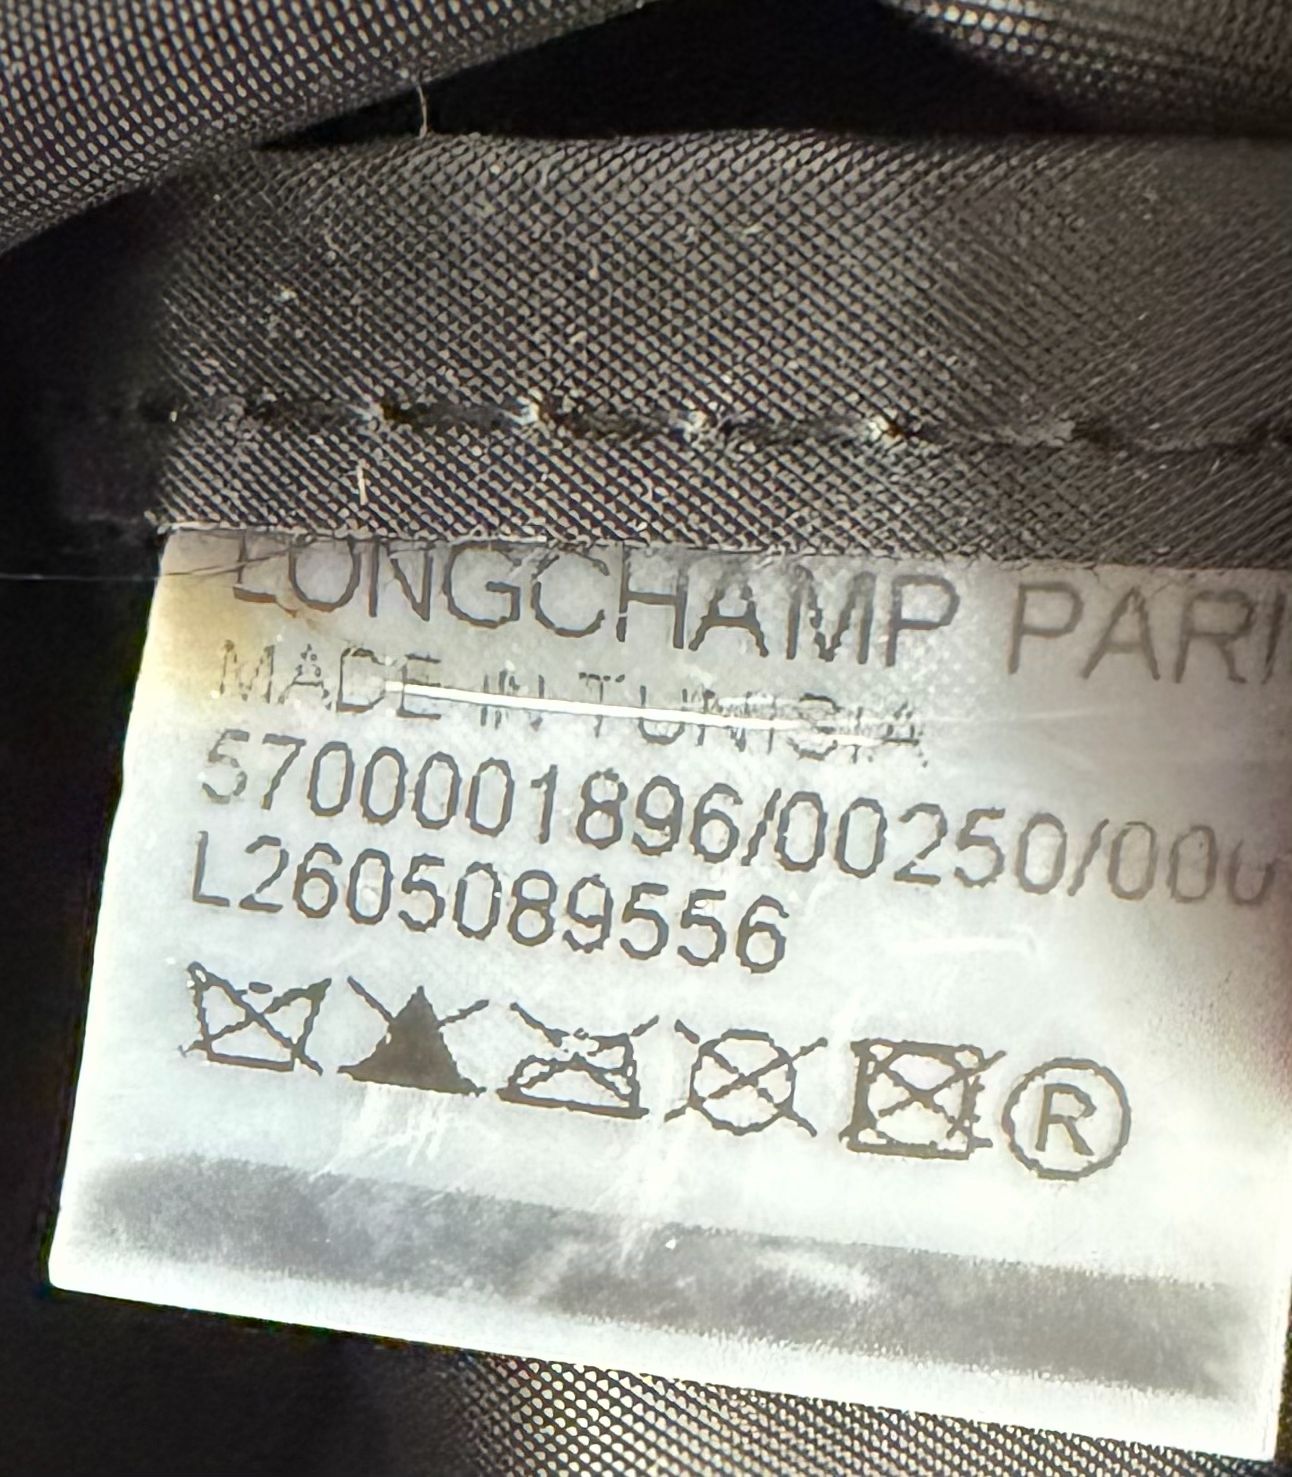 LONGCHAMP PARI
MADE IN TUNISIA
5700001896/00250/000
L2605089556
®